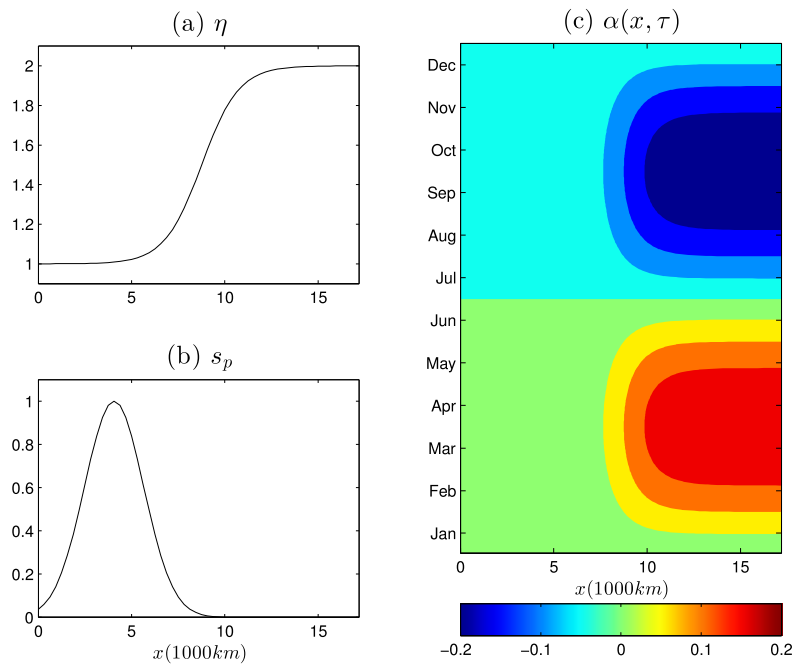 (a) η
2
1.8
1.6
1.4
1.2
1
0 5 10 15
(b) s_p
1
0.8
0.6
0.4
0.2
0
0 5 10 15
x(1000km)
(c) α(x, τ)
Dec
Nov
Oct
Sep
Aug
Jul
Jun
May
Apr
Mar
Feb
Jan
0 5 10 15
x(1000km)
−0.2 −0.1 0 0.1 0.2